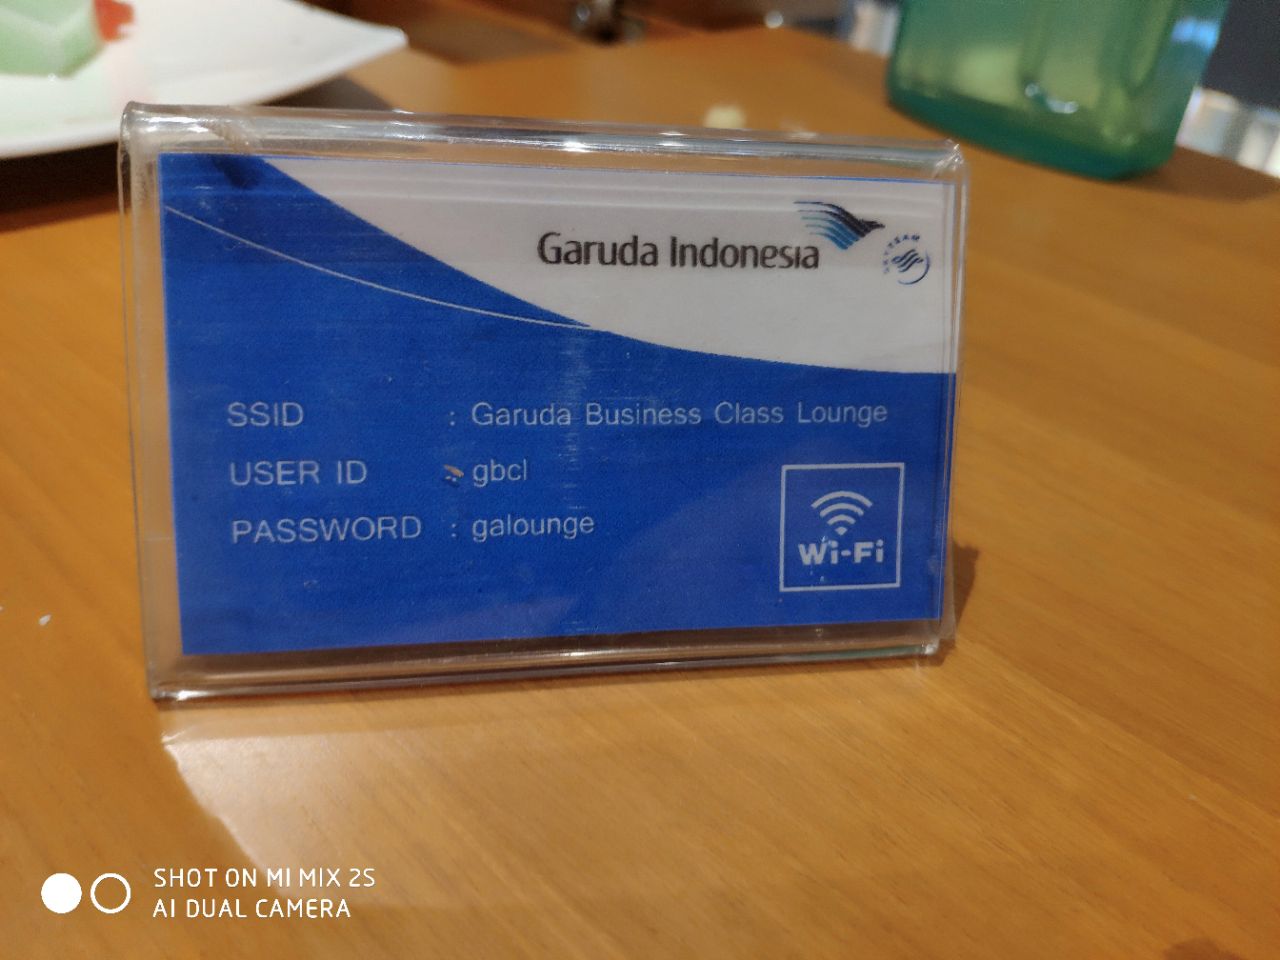 Garuda Indonesia
SKYTEAM
SSID : Garuda Business Class Lounge
USER ID : gbcl
PASSWORD : galounge
Wi-Fi
SHOT ON MI MIX 2S
AI DUAL CAMERA